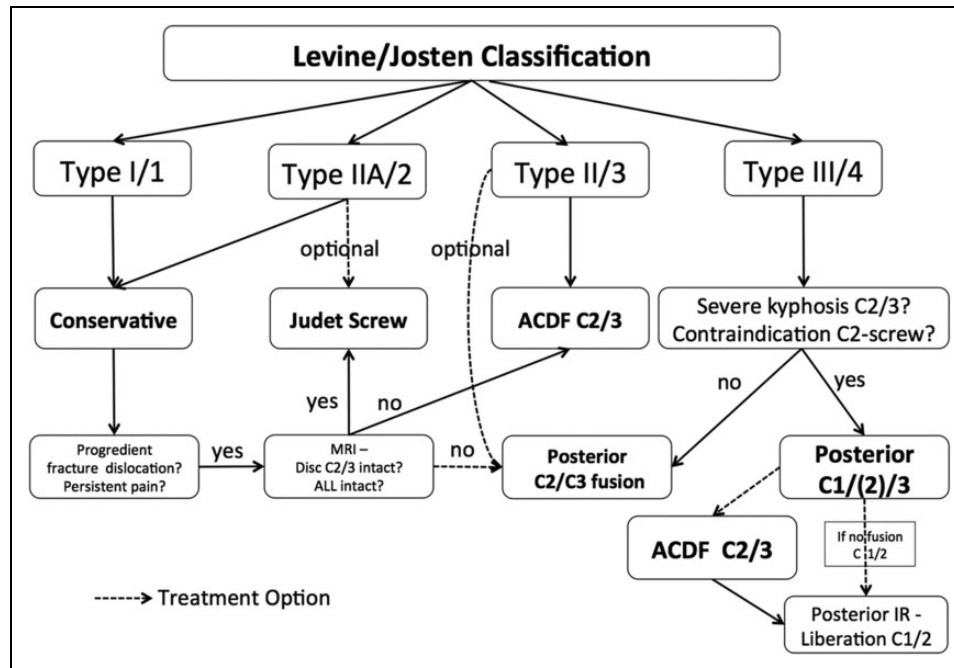 Levine/Josten Classification
Type I/1
Type IIA/2
Type II/3
Type III/4
optional
optional
Conservative
Judet Screw
ACDF C2/3
Severe kyphosis C2/3?
Contraindication C2-screw?
yes
no
no
yes
Progredient
fracture dislocation?
Persistent pain?
yes
MRI –
Disc C2/3 intact?
ALL intact?
no
Posterior
C2/C3 fusion
Posterior
C1/(2)/3
ACDF C2/3
If no fusion
C 1/2
Treatment Option
Posterior IR -
Liberation C1/2